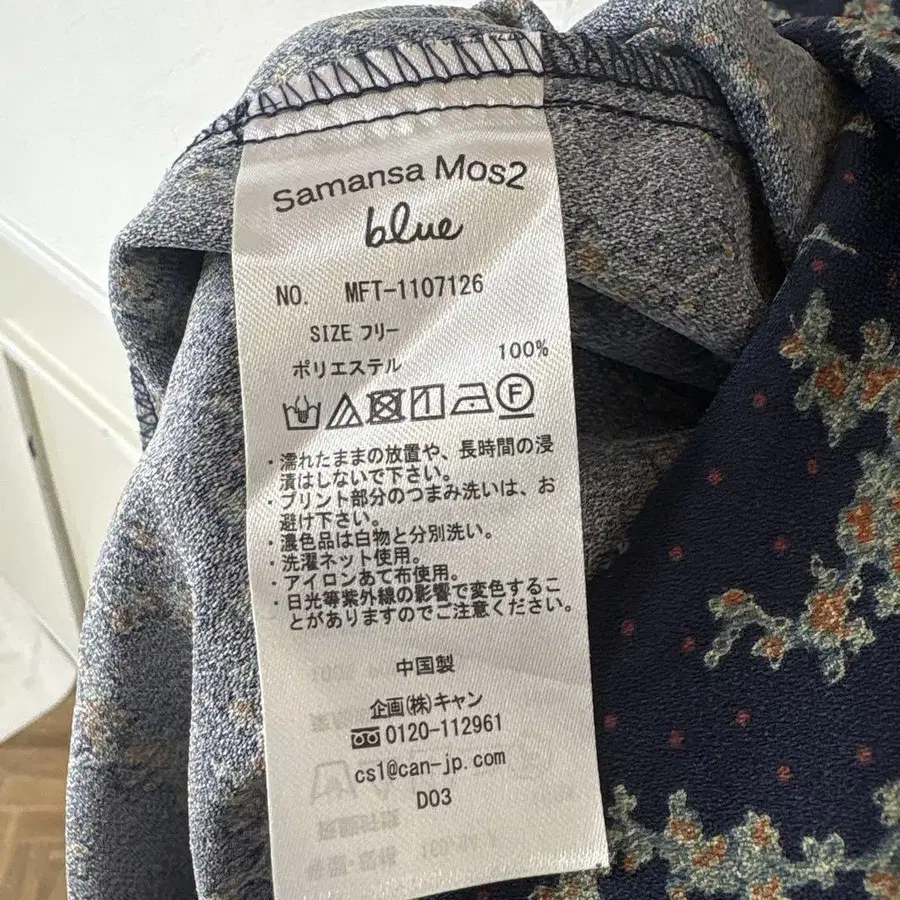 Samansa Mos2
blue
NO. MFT-1107126
SIZE フリー
ポリエステル 100%
F
・濡れたままの放置や、長時間の浸
漬はしないで下さい。
・プリント部分のつまみ洗いは、お
避け下さい。
・濃色品は白物と分別洗い。
・洗濯ネット使用。
・アイロンあて布使用。
・日光等紫外線の影響で変色するこ
とがありますのでご注意ください。
中国製
企画(株)キャン
0120-112961
cs1@can-jp.com
D03